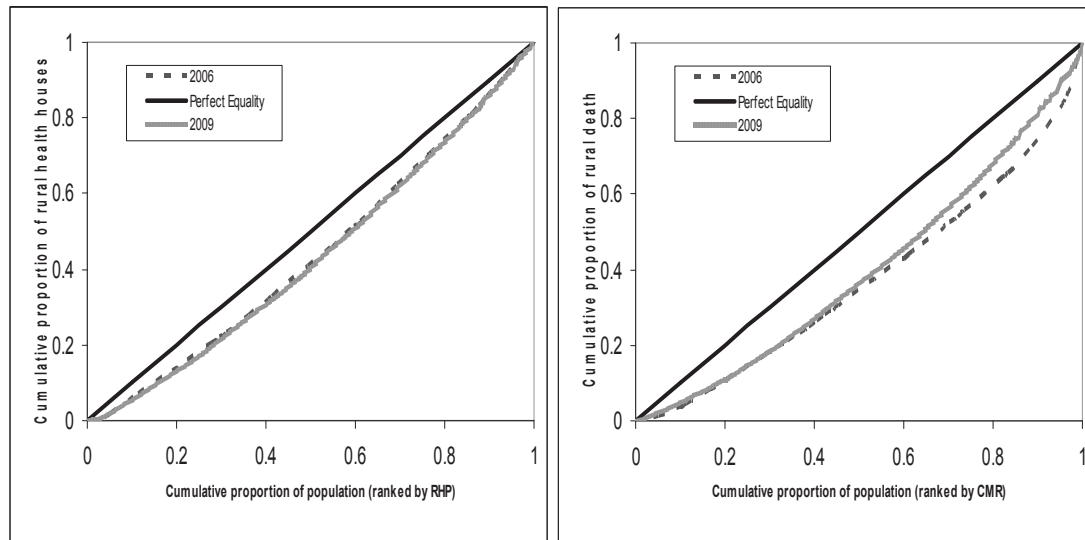 Cumulative proportion of rural health houses
1
0.8
0.6
0.4
0.2
0
2006
Perfect Equality
2009
0 0.2 0.4 0.6 0.8 1
Cumulative proportion of population (ranked by RHP)
Cumulative proportion of rural death
1
0.8
0.6
0.4
0.2
0
2006
Perfect Equality
2009
0 0.2 0.4 0.6 0.8 1
Cumulative proportion of population (ranked by CMR)